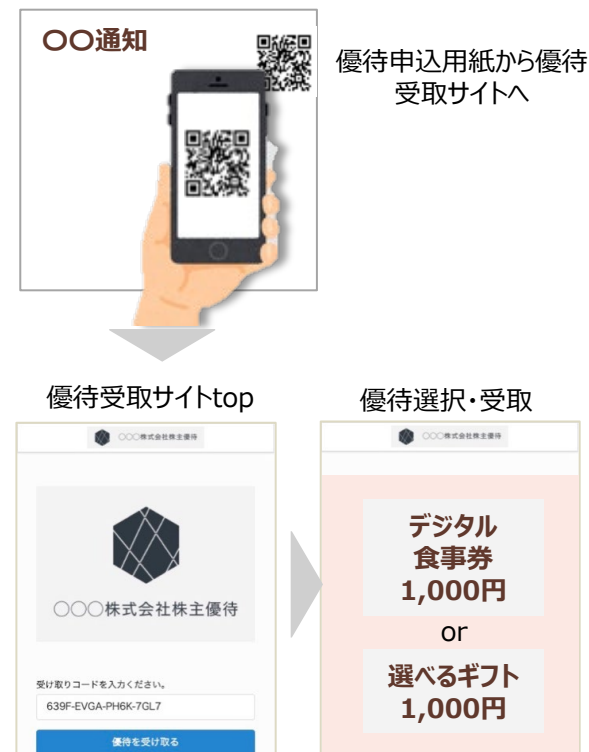 〇〇通知
優待申込用紙から優待
受取サイトへ
優待受取サイトtop
〇〇〇株式会社株主優待
〇〇〇株式会社株主優待
受け取りコードを入力ください。
639F-EVGA-PH6K-7GL7
優待を受け取る
優待選択・受取
〇〇〇株式会社株主優待
デジタル
食事券
1,000円
or
選べるギフト
1,000円